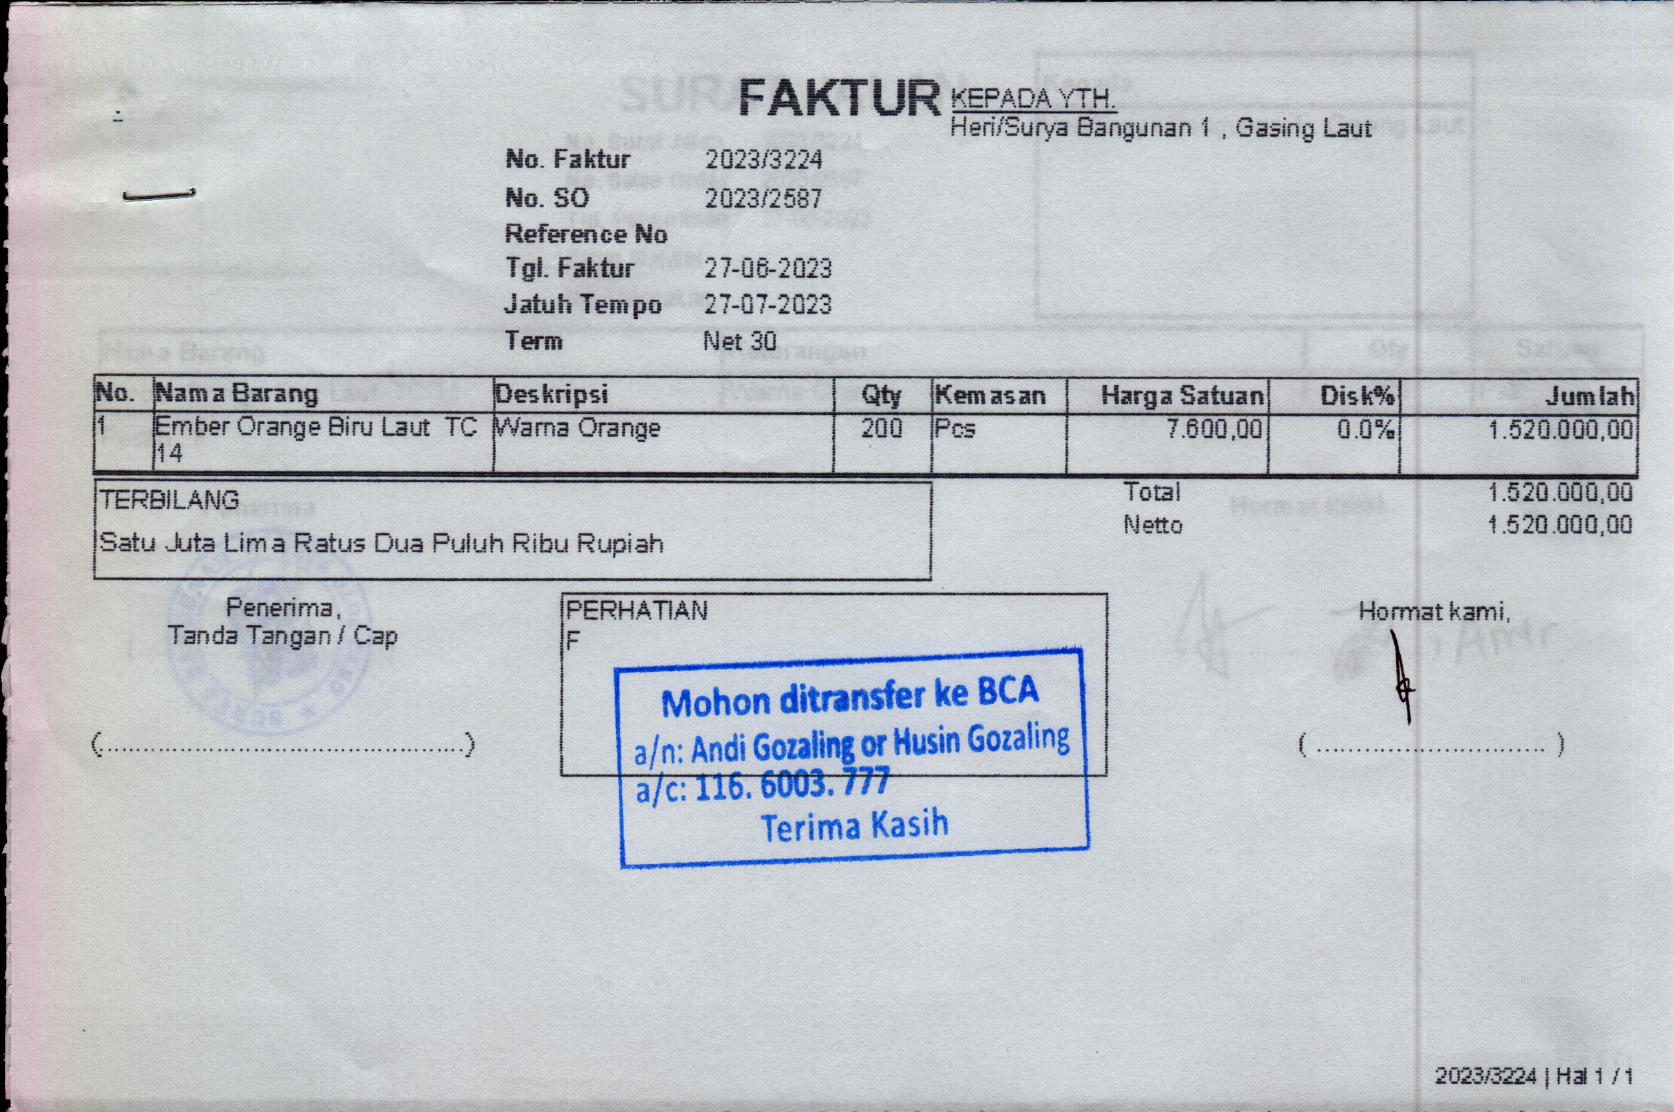 FAKTUR
KEPADA YTH.
Heri/Surya Bangunan 1 , Gasing Laut
No. Faktur 2023/3224
No. SO 2023/2587
Reference No
Tgl. Faktur 27-06-2023
Jatuh Tempo 27-07-2023
Term Net 30
No. Nama Barang Deskripsi Qty Kemasan Harga Satuan Disk% Jumlah
1 Ember Orange Biru Laut TC Warna Orange 200 Pcs 7.600,00 0.0% 1.520.000,00
14
TERBILANG
Satu Juta Lima Ratus Dua Puluh Ribu Rupiah
Total 1.520.000,00
Netto 1.520.000,00
Penerima,
Tanda Tangan / Cap
(..........................................)
PERHATIAN
F
Mohon ditransfer ke BCA
a/n: Andi Gozaling or Husin Gozaling
a/c: 116. 6003. 777
Terima Kasih
Hormat kami,
( ............................ )
2023/3224 | Hal 1 / 1